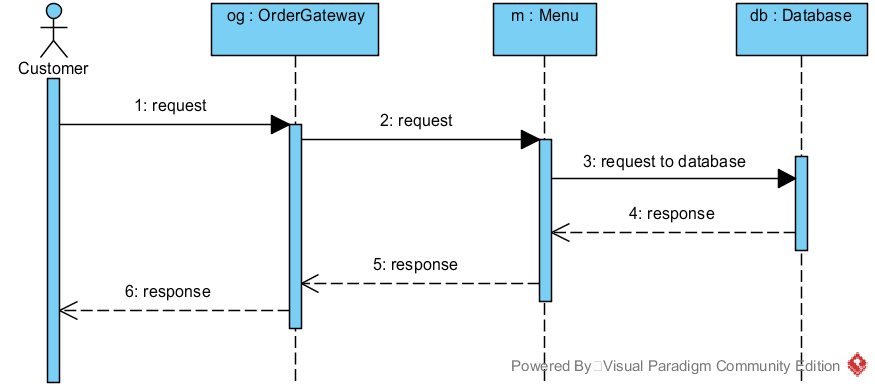 og : OrderGateway
m : Menu
db : Database
Customer
1: request
2: request
3: request to database
4: response
5: response
6: response
Powered By Visual Paradigm Community Edition